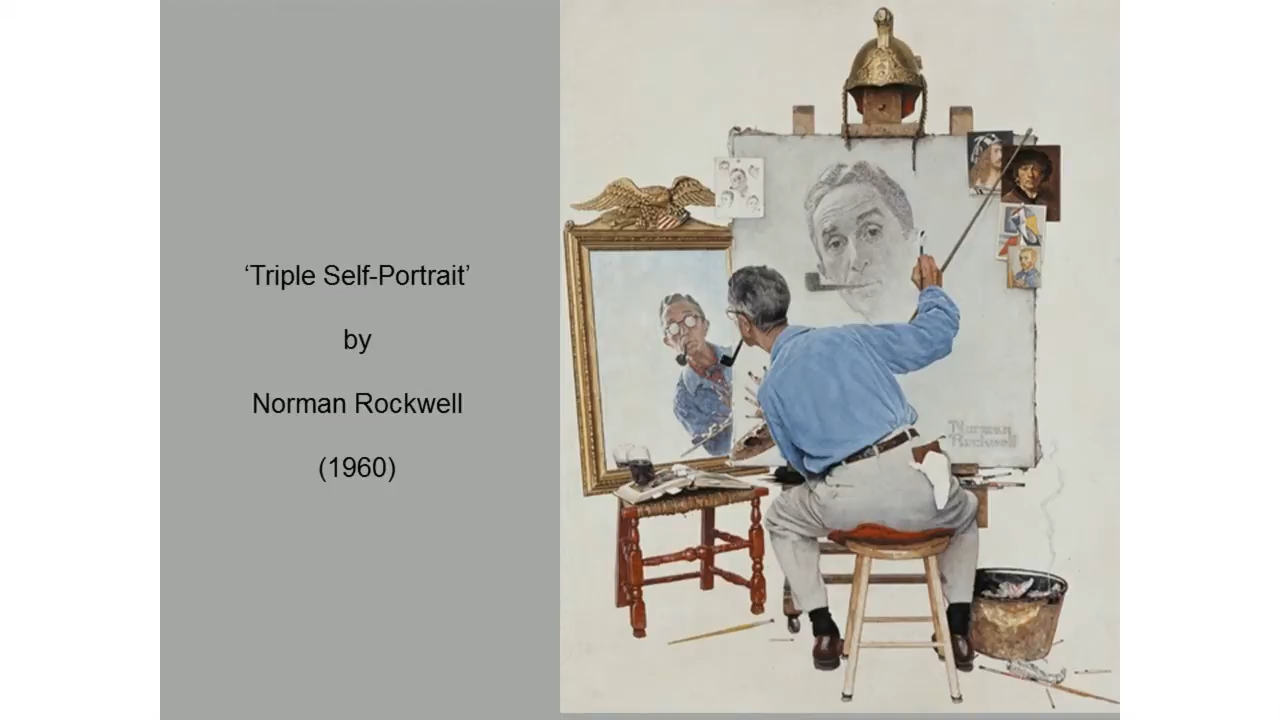 ‘Triple Self-Portrait’
by
Norman Rockwell
(1960)
Norman
Rockwell